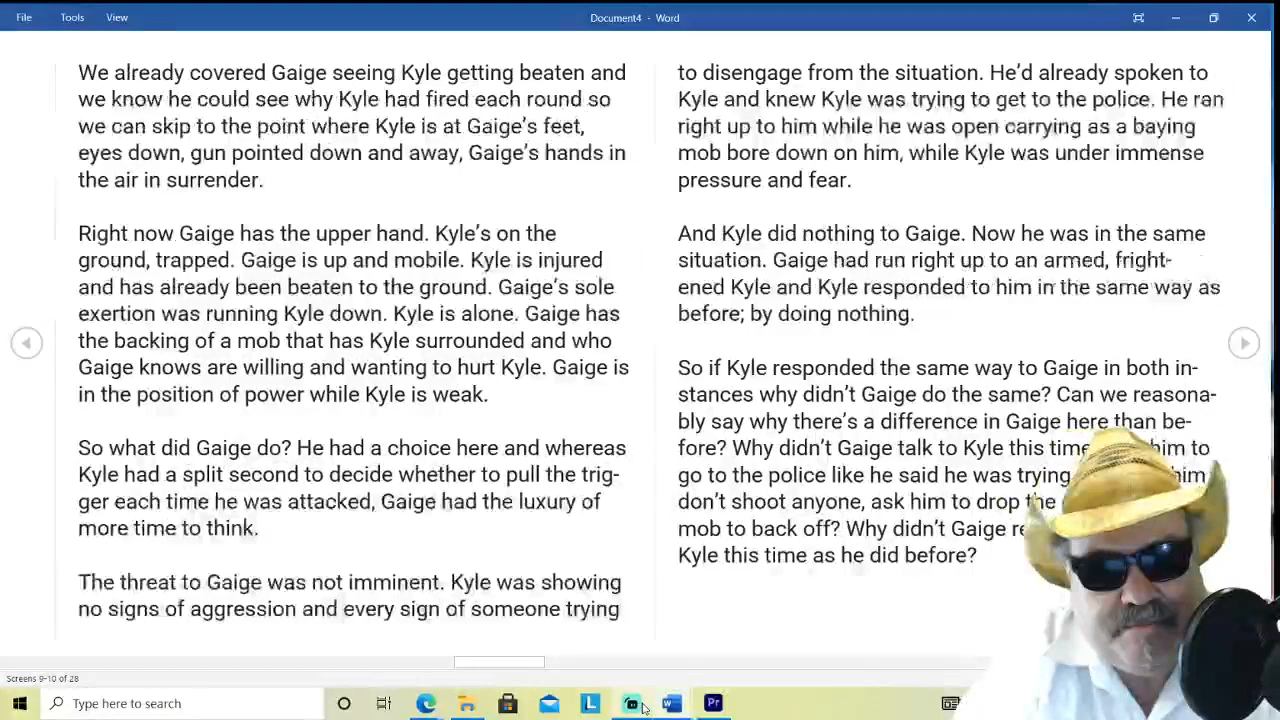 File Tools View Document4 - Word
We already covered Gaige seeing Kyle getting beaten and
we know he could see why Kyle had fired each round so
we can skip to the point where Kyle is at Gaige's feet,
eyes down, gun pointed down and away, Gaige's hands in
the air in surrender.
Right now Gaige has the upper hand. Kyle's on the
ground, trapped. Gaige is up and mobile. Kyle is injured
and has already been beaten to the ground. Gaige's sole
exertion was running Kyle down. Kyle is alone. Gaige has
the backing of a mob that has Kyle surrounded and who
Gaige knows are willing and wanting to hurt Kyle. Gaige is
in the position of power while Kyle is weak.
So what did Gaige do? He had a choice here and whereas
Kyle had a split second to decide whether to pull the trig-
ger each time he was attacked, Gaige had the luxury of
more time to think.
The threat to Gaige was not imminent. Kyle was showing
no signs of aggression and every sign of someone trying
to disengage from the situation. He'd already spoken to
Kyle and knew Kyle was trying to get to the police. He ran
right up to him while he was open carrying as a baying
mob bore down on him, while Kyle was under immense
pressure and fear.
And Kyle did nothing to Gaige. Now he was in the same
situation. Gaige had run right up to an armed, fright-
ened Kyle and Kyle responded to him in the same way as
before; by doing nothing.
So if Kyle responded the same way to Gaige in both in-
stances why didn't Gaige do the same? Can we reasona-
bly say why there's a difference in Gaige here than be-
fore? Why didn't Gaige talk to Kyle this time him to
go to the police like he said he was trying him
don't shoot anyone, ask him to drop the
mob to back off? Why didn't Gaige
Kyle this time as he did before?
Screens 9-10 of 28
Type here to search
L
W
Pr